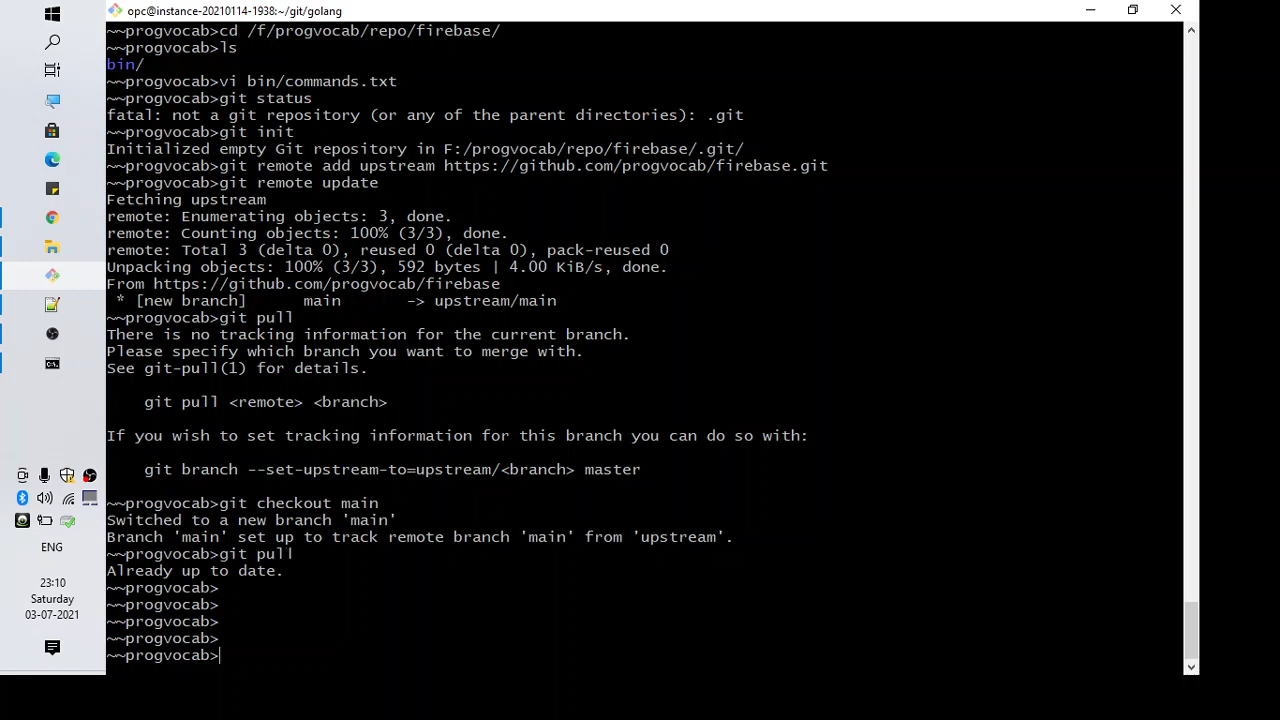 opc@instance-20210114-1938:~/git/golang
~~progvocab>cd /f/progvocab/repo/firebase/
~~progvocab>ls
bin/
~~progvocab>vi bin/commands.txt
~~progvocab>git status
fatal: not a git repository (or any of the parent directories): .git
~~progvocab>git init
Initialized empty Git repository in F:/progvocab/repo/firebase/.git/
~~progvocab>git remote add upstream https://github.com/progvocab/firebase.git
~~progvocab>git remote update
Fetching upstream
remote: Enumerating objects: 3, done.
remote: Counting objects: 100% (3/3), done.
remote: Total 3 (delta 0), reused 0 (delta 0), pack-reused 0
Unpacking objects: 100% (3/3), 592 bytes | 4.00 KiB/s, done.
From https://github.com/progvocab/firebase
 * [new branch]      main       -> upstream/main
~~progvocab>git pull
There is no tracking information for the current branch.
Please specify which branch you want to merge with.
See git-pull(1) for details.
    git pull <remote> <branch>
If you wish to set tracking information for this branch you can do so with:
    git branch --set-upstream-to=upstream/<branch> master
~~progvocab>git checkout main
Switched to a new branch 'main'
Branch 'main' set up to track remote branch 'main' from 'upstream'.
~~progvocab>git pull
Already up to date.
~~progvocab>
~~progvocab>
~~progvocab>
~~progvocab>
~~progvocab>
ENG
23:10
Saturday
03-07-2021